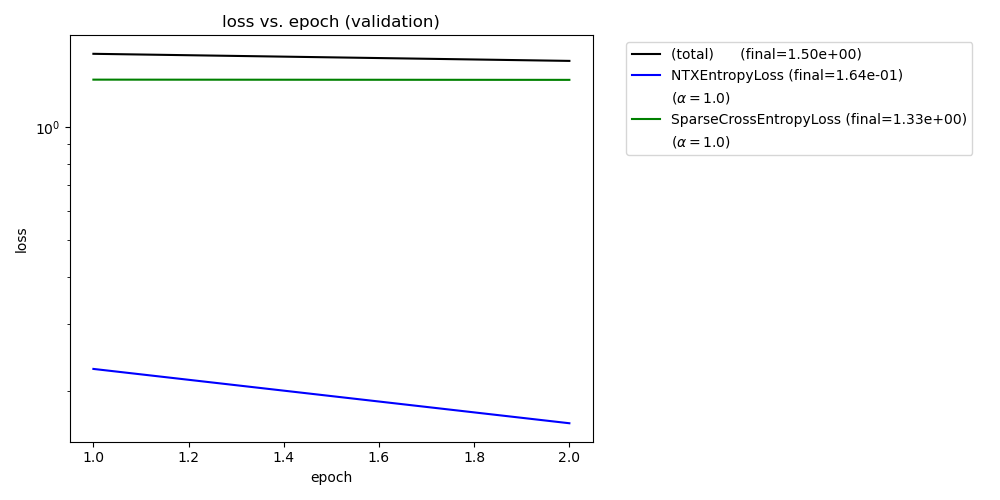 loss vs. epoch (validation)
(total)      (final=1.50e+00)
NTXEntropyLoss (final=1.64e-01)
(α = 1.0)
SparseCrossEntropyLoss (final=1.33e+00)
(α = 1.0)
10⁰
loss
1.0 1.2 1.4 1.6 1.8 2.0
epoch